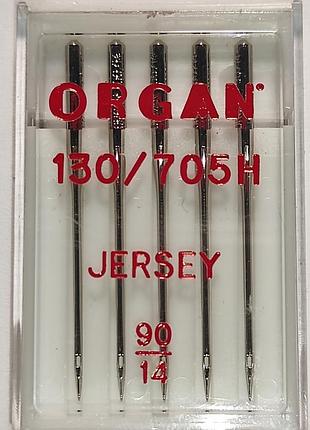 ORGAN
130/705H
JERSEY
90
14